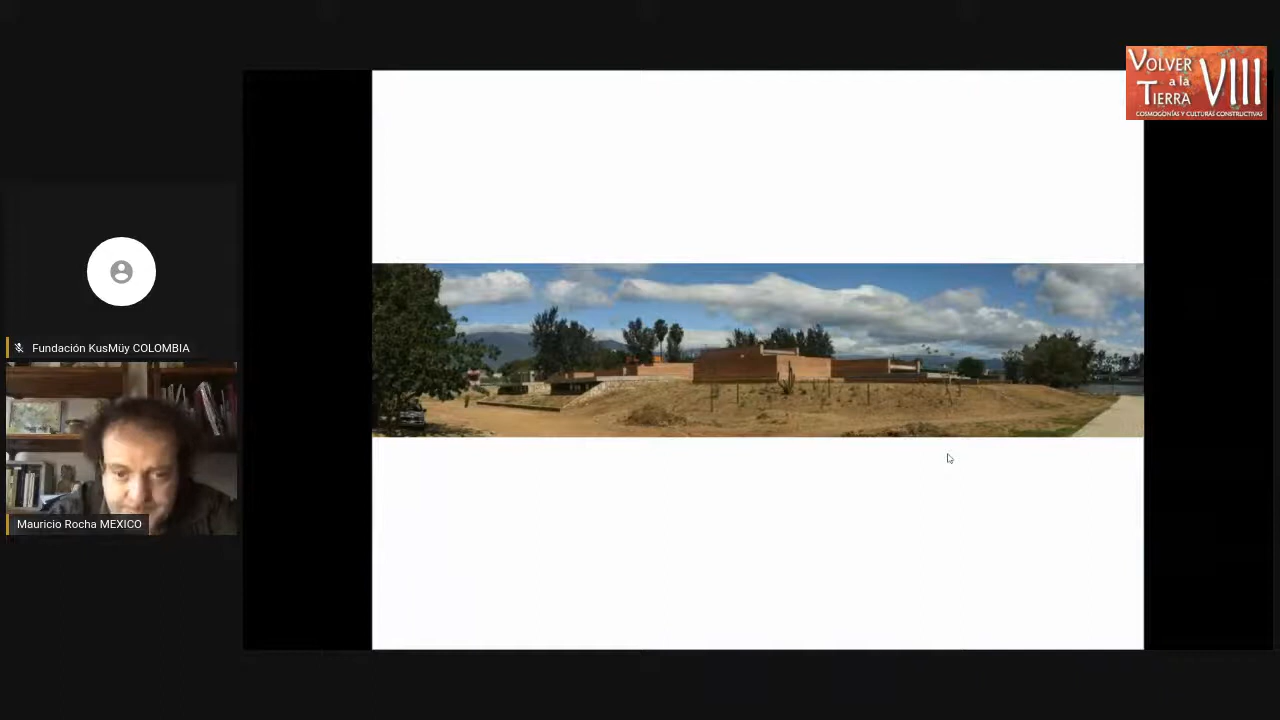 VOLVER
a la
TIERRA
VIII
COSMOGONÍAS Y CULTURAS CONSTRUCTIVAS
Fundación KusMüy COLOMBIA
Mauricio Rocha MEXICO